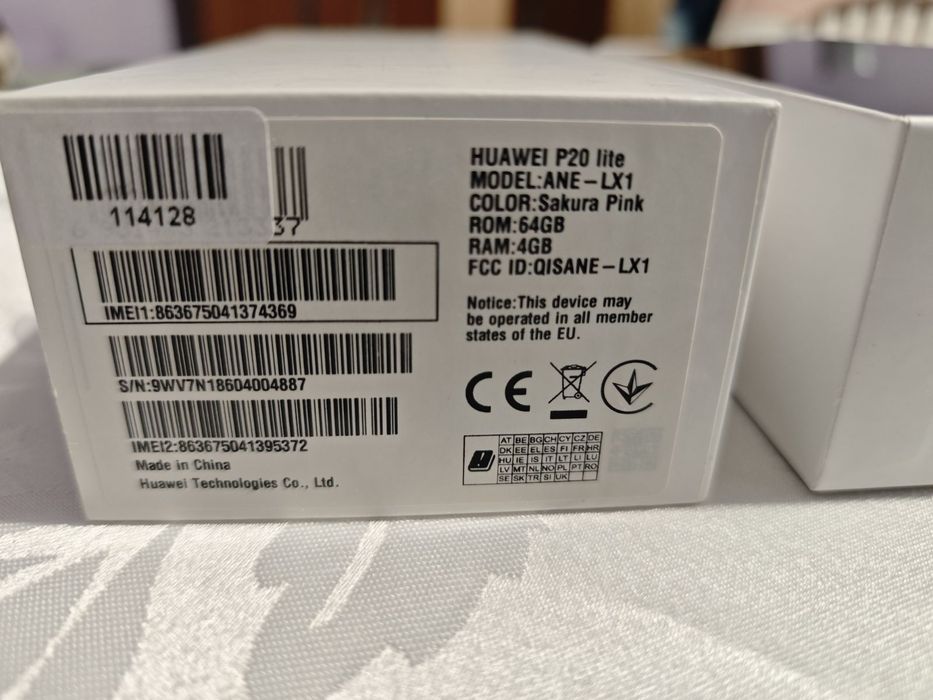 114128
37
IMEI1:863675041374369
S/N:9WV7N18604004887
IMEI2:863675041395372
Made in China
Huawei Technologies Co., Ltd.
HUAWEI P20 lite
MODEL:ANE-LX1
COLOR:Sakura Pink
ROM:64GB
RAM:4GB
FCC ID:QISANE-LX1
Notice:This device may
be operated in all member
states of the EU.
CE
AT BE BG CH CY CZ DE
DK EE EL ES FI FR HR
HU IE IS IT LT LI LU
LV MT NL NO PL PT RO
SE SK TR SI UK